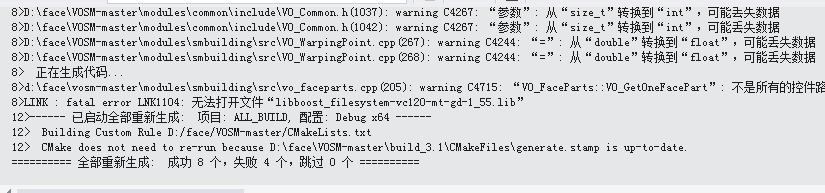 8>D:\face\VOSM-master\modules\common\include\VO_Common.h(1037): warning C4267: “参数”: 从“size_t”转换到“int”，可能丢失数据
8>D:\face\VOSM-master\modules\common\include\VO_Common.h(1042): warning C4267: “参数”: 从“size_t”转换到“int”，可能丢失数据
8>D:\face\VOSM-master\modules\smbuilding\src\VO_WarpingPoint.cpp(267): warning C4244: “=”: 从“double”转换到“float”，可能丢失数据
8>D:\face\VOSM-master\modules\smbuilding\src\VO_WarpingPoint.cpp(268): warning C4244: “=”: 从“double”转换到“float”，可能丢失数据
8>  正在生成代码...
8>d:\face\vosm-master\modules\smbuilding\src\vo_faceparts.cpp(205): warning C4715: “VO_FaceParts::VO_GetOneFacePart”: 不是所有的控件路
8>LINK : fatal error LNK1104: 无法打开文件“libboost_filesystem-vc120-mt-gd-1_55.lib”
12>------ 已启动全部重新生成:  项目: ALL_BUILD, 配置: Debug x64 ------
12>  Building Custom Rule D:/face/VOSM-master/CMakeLists.txt
12>  CMake does not need to re-run because D:\face\VOSM-master\build_3.1\CMakeFiles\generate.stamp is up-to-date.
========== 全部重新生成:  成功 8 个，失败 4 个，跳过 0 个 ==========